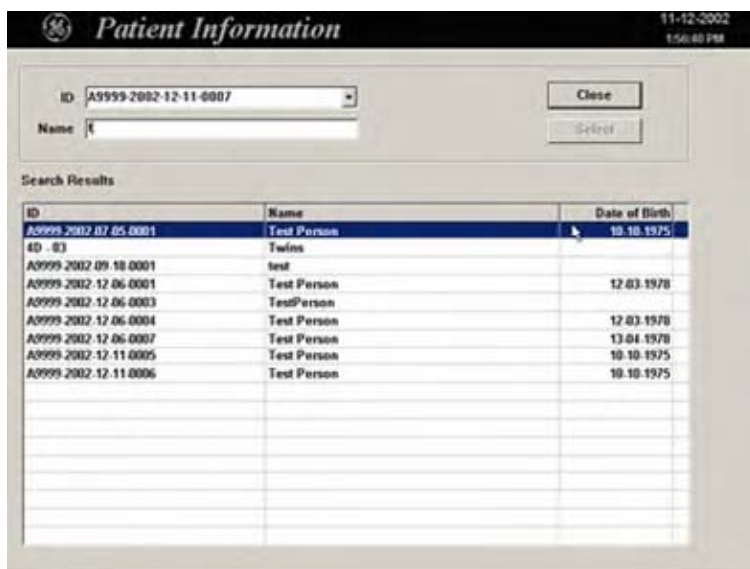 Patient Information
11-12-2002
1:56:40 PM
ID A9999-2002-12-11-0007
Close
Name t
Select
Search Results
ID Name Date of Birth
A9999-2002-07-05-0001 Test Person 10-10-1975
4D - 03 Twins
A9999-2002-09-18-0001 test
A9999-2002-12-06-0001 Test Person 12-03-1978
A9999-2002-12-06-0003 TestPerson
A9999-2002-12-06-0004 Test Person 12-03-1978
A9999-2002-12-06-0007 Test Person 13-04-1978
A9999-2002-12-11-0005 Test Person 10-10-1975
A9999-2002-12-11-0006 Test Person 10-10-1975